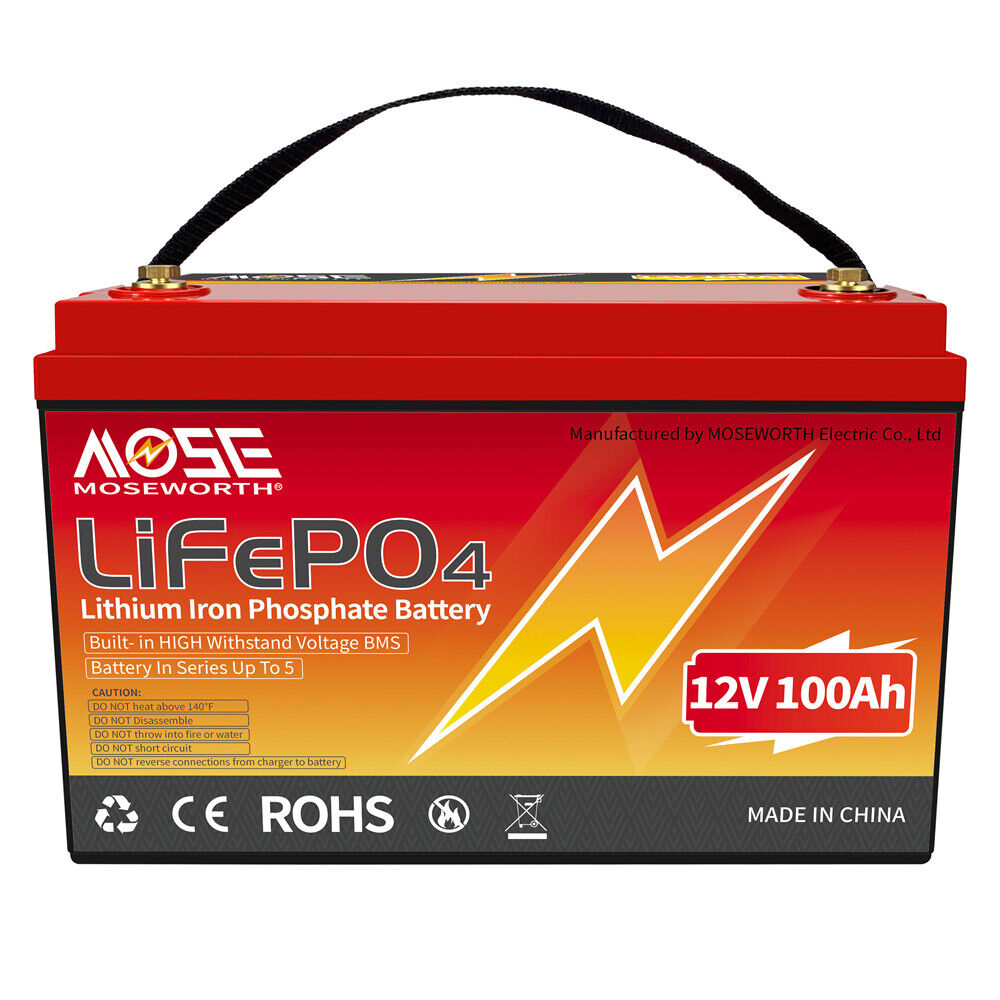 MOSE
MOSEWORTH®
Manufactured by MOSEWORTH Electric Co., Ltd
LiFePO4
Lithium Iron Phosphate Battery
Built- in HIGH Withstand Voltage BMS
Battery In Series Up To 5
12V 100Ah
CAUTION:
DO NOT heat above 140°F
DO NOT Disassemble
DO NOT throw into fire or water
DO NOT short circuit
DO NOT reverse connections from charger to battery
CE ROHS
MADE IN CHINA